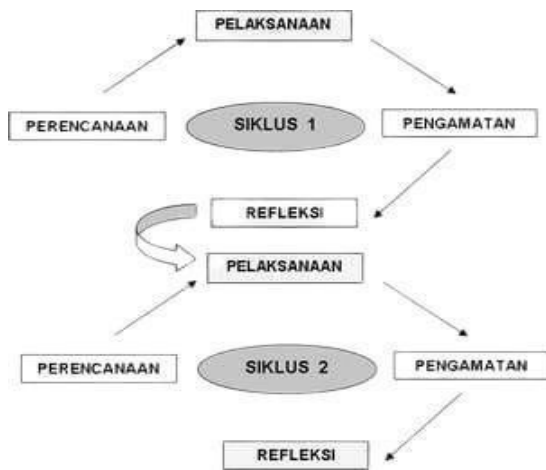 PELAKSANAAN
PERENCANAAN
SIKLUS 1
PENGAMATAN
REFLEKSI
PELAKSANAAN
PERENCANAAN
SIKLUS 2
PENGAMATAN
REFLEKSI